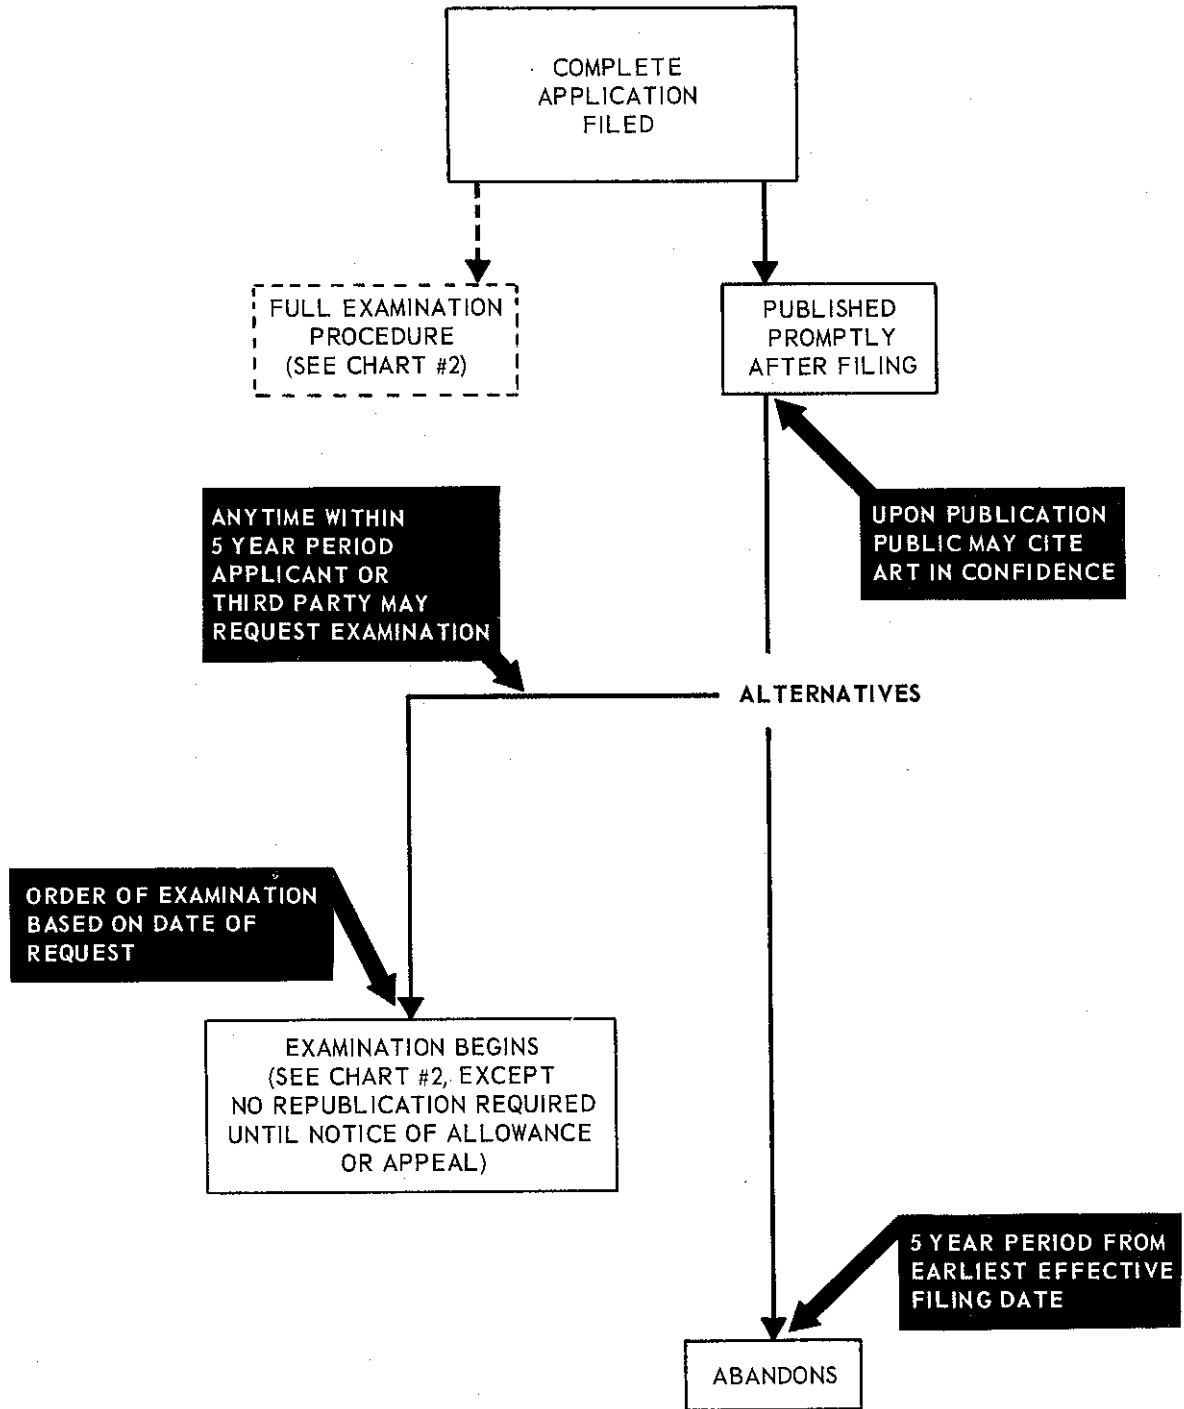 COMPLETE
APPLICATION
FILED
FULL EXAMINATION
PROCEDURE
(SEE CHART #2)
PUBLISHED
PROMPTLY
AFTER FILING
ANYTIME WITHIN
5 YEAR PERIOD
APPLICANT OR
THIRD PARTY MAY
REQUEST EXAMINATION
UPON PUBLICATION
PUBLIC MAY CITE
ART IN CONFIDENCE
ALTERNATIVES
ORDER OF EXAMINATION
BASED ON DATE OF
REQUEST
EXAMINATION BEGINS
(SEE CHART #2, EXCEPT
NO REPUBLICATION REQUIRED
UNTIL NOTICE OF ALLOWANCE
OR APPEAL)
5 YEAR PERIOD FROM
EARLIEST EFFECTIVE
FILING DATE
ABANDONS